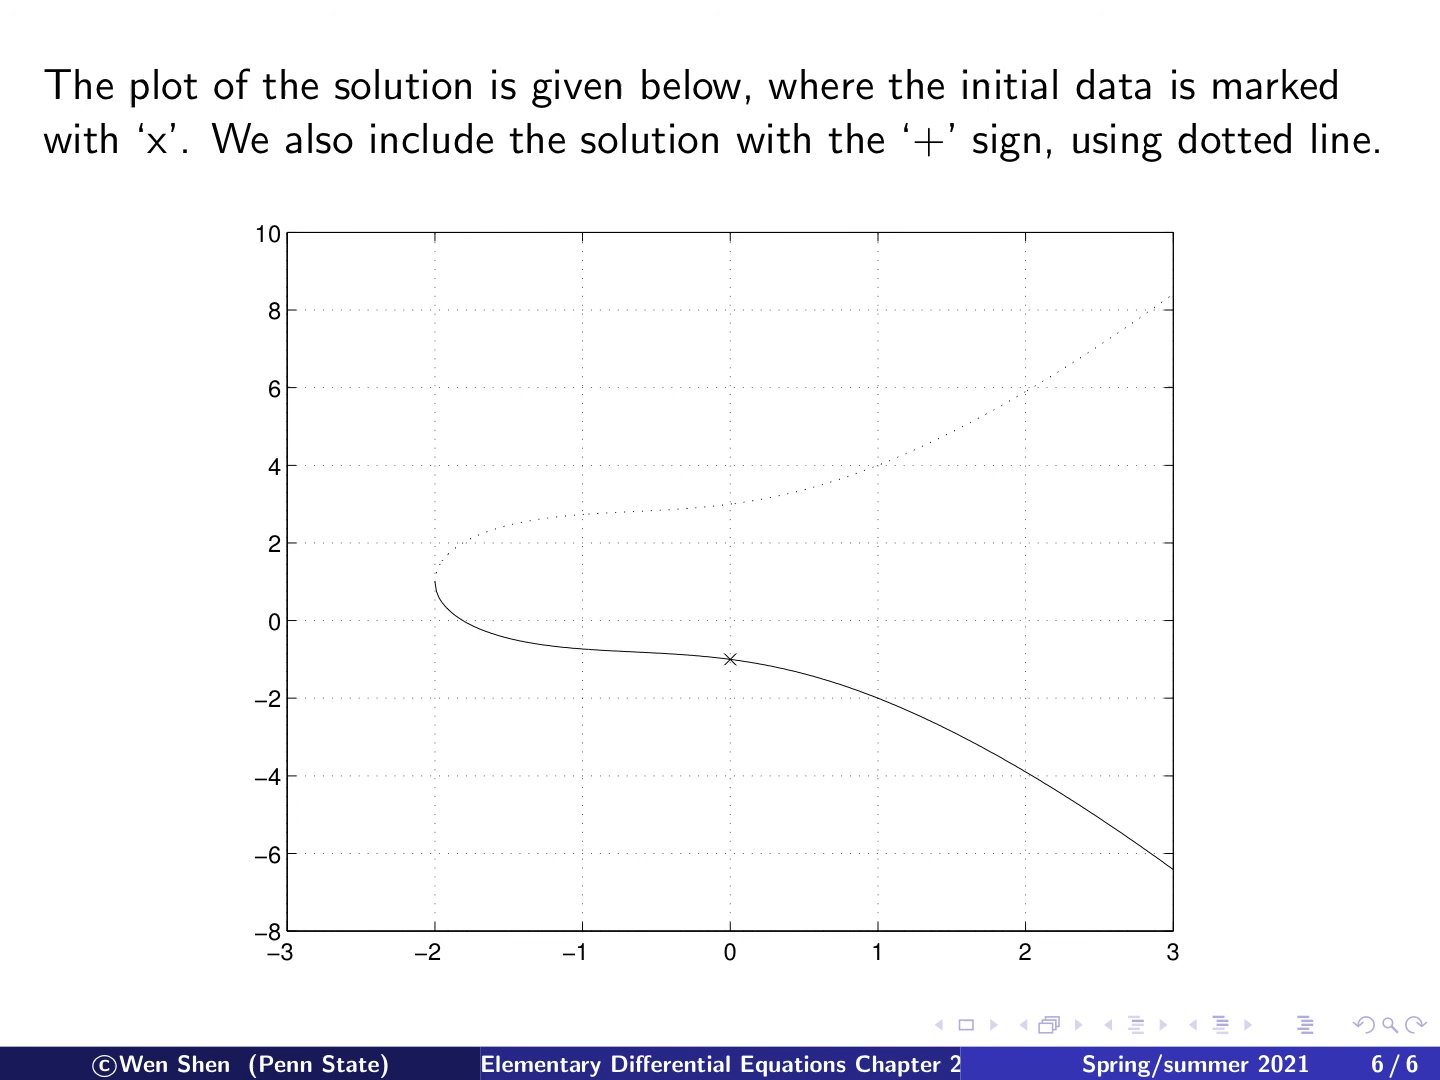 The plot of the solution is given below, where the initial data is marked
with ‘x’. We also include the solution with the ‘+’ sign, using dotted line.
10
8
6
4
2
0
−2
−4
−6
−8
−3 −2 −1 0 1 2 3
©Wen Shen (Penn State) Elementary Differential Equations Chapter 2 Spring/summer 2021 6 / 6